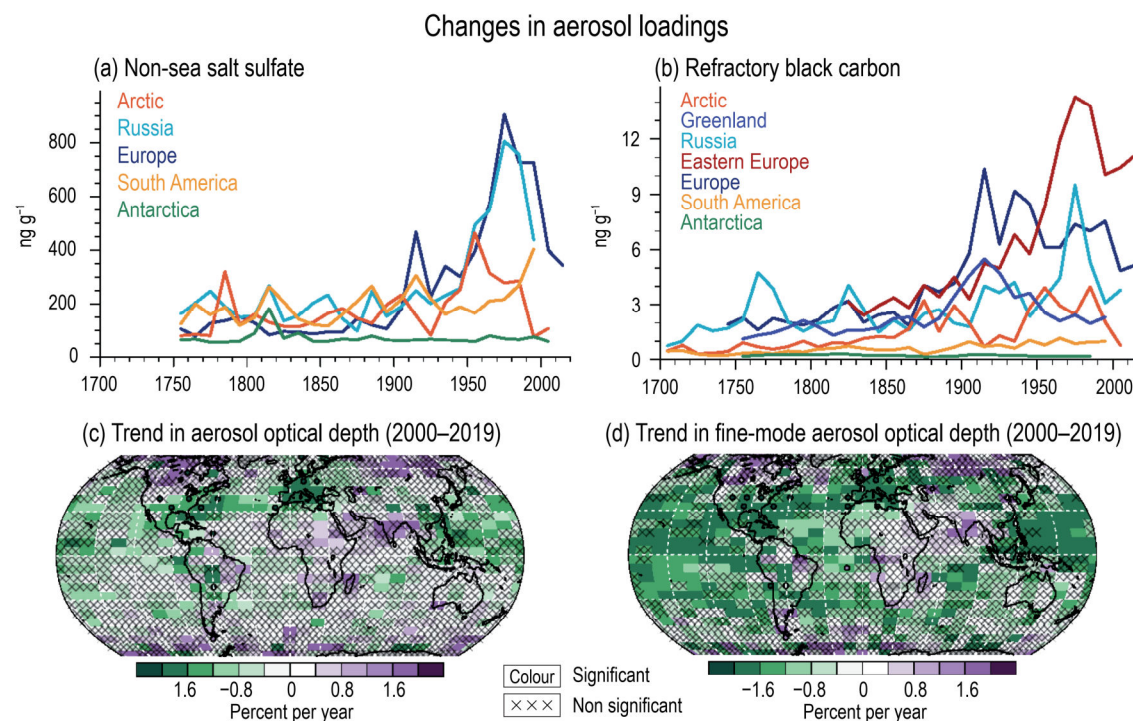 Changes in aerosol loadings
(a) Non-sea salt sulfate
Arctic
Russia
Europe
South America
Antarctica
ng g⁻¹
800
600
400
200
0
1700 1750 1800 1850 1900 1950 2000
(b) Refractory black carbon
Arctic
Greenland
Russia
Eastern Europe
Europe
South America
Antarctica
ng g⁻¹
12
9
6
3
0
1700 1750 1800 1850 1900 1950 2000
(c) Trend in aerosol optical depth (2000–2019)
1.6 −0.8 0 0.8 1.6
Percent per year
Colour Significant
Non significant
(d) Trend in fine-mode aerosol optical depth (2000–2019)
−1.6 −0.8 0 0.8 1.6
Percent per year